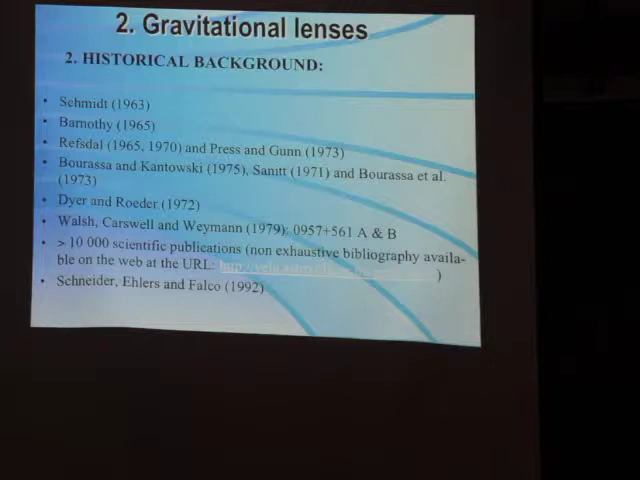 2. Gravitational lenses
2. HISTORICAL BACKGROUND:
• Schmidt (1963)
• Barnothy (1965)
• Refsdal (1965, 1970) and Press and Gunn (1973)
• Bourassa and Kantowski (1975), Sanitt (1971) and Bourassa et al.
(1973)
• Dyer and Roeder (1972)
• Walsh, Carswell and Weymann (1979): 0957+561 A & B
• > 10 000 scientific publications (non exhaustive bibliography availa-
ble on the web at the URL: )
• Schneider, Ehlers and Falco (1992)